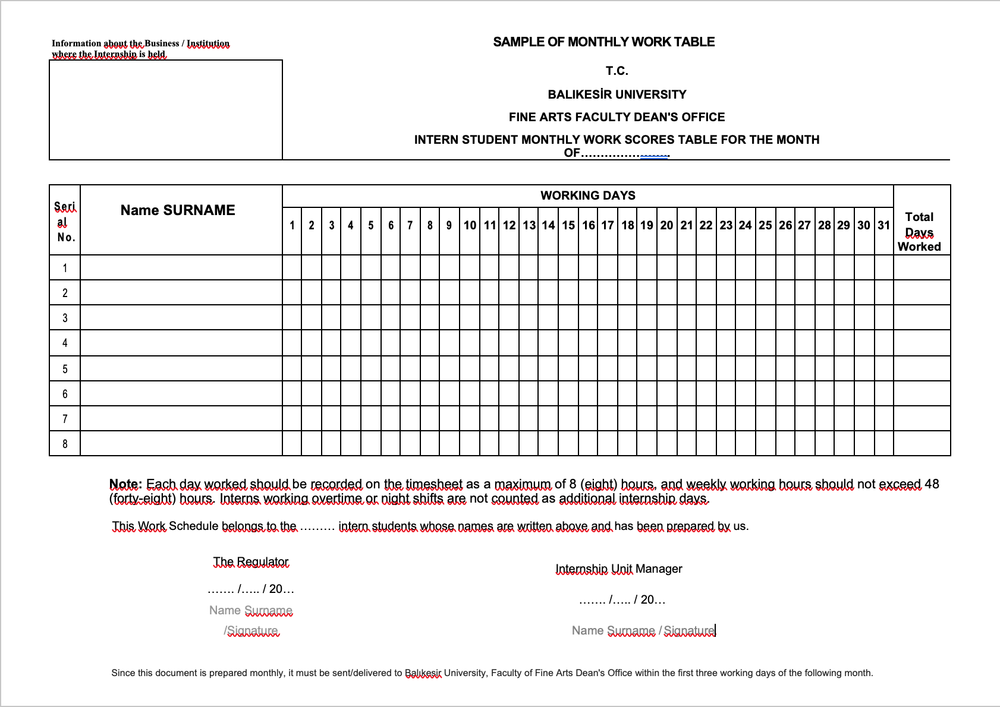 Information about the Business / Institution
where the Internship is held
SAMPLE OF MONTHLY WORK TABLE
T.C.
BALIKESİR UNIVERSITY
FINE ARTS FACULTY DEAN'S OFFICE
INTERN STUDENT MONTHLY WORK SCORES TABLE FOR THE MONTH
OF…………………….
Seri
al
No.
Name SURNAME
WORKING DAYS
1 2 3 4 5 6 7 8 9 10 11 12 13 14 15 16 17 18 19 20 21 22 23 24 25 26 27 28 29 30 31
Total
Days
Worked
1
2
3
4
5
6
7
8
Note: Each day worked should be recorded on the timesheet as a maximum of 8 (eight) hours, and weekly working hours should not exceed 48
(forty-eight) hours. Interns working overtime or night shifts are not counted as additional internship days.
This Work Schedule belongs to the ……… intern students whose names are written above and has been prepared by us.
The Regulator
……. /….. / 20…
Name Surname
/Signature
Internship Unit Manager
……. /….. / 20…
Name Surname / Signature
Since this document is prepared monthly, it must be sent/delivered to Balıkesir University, Faculty of Fine Arts Dean's Office within the first three working days of the following month.